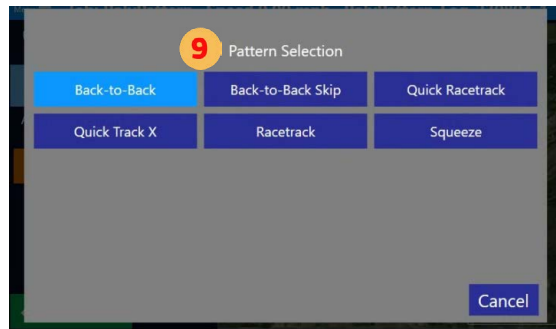 9 Pattern Selection
Back-to-Back Back-to-Back Skip Quick Racetrack
Quick Track X Racetrack Squeeze
Cancel